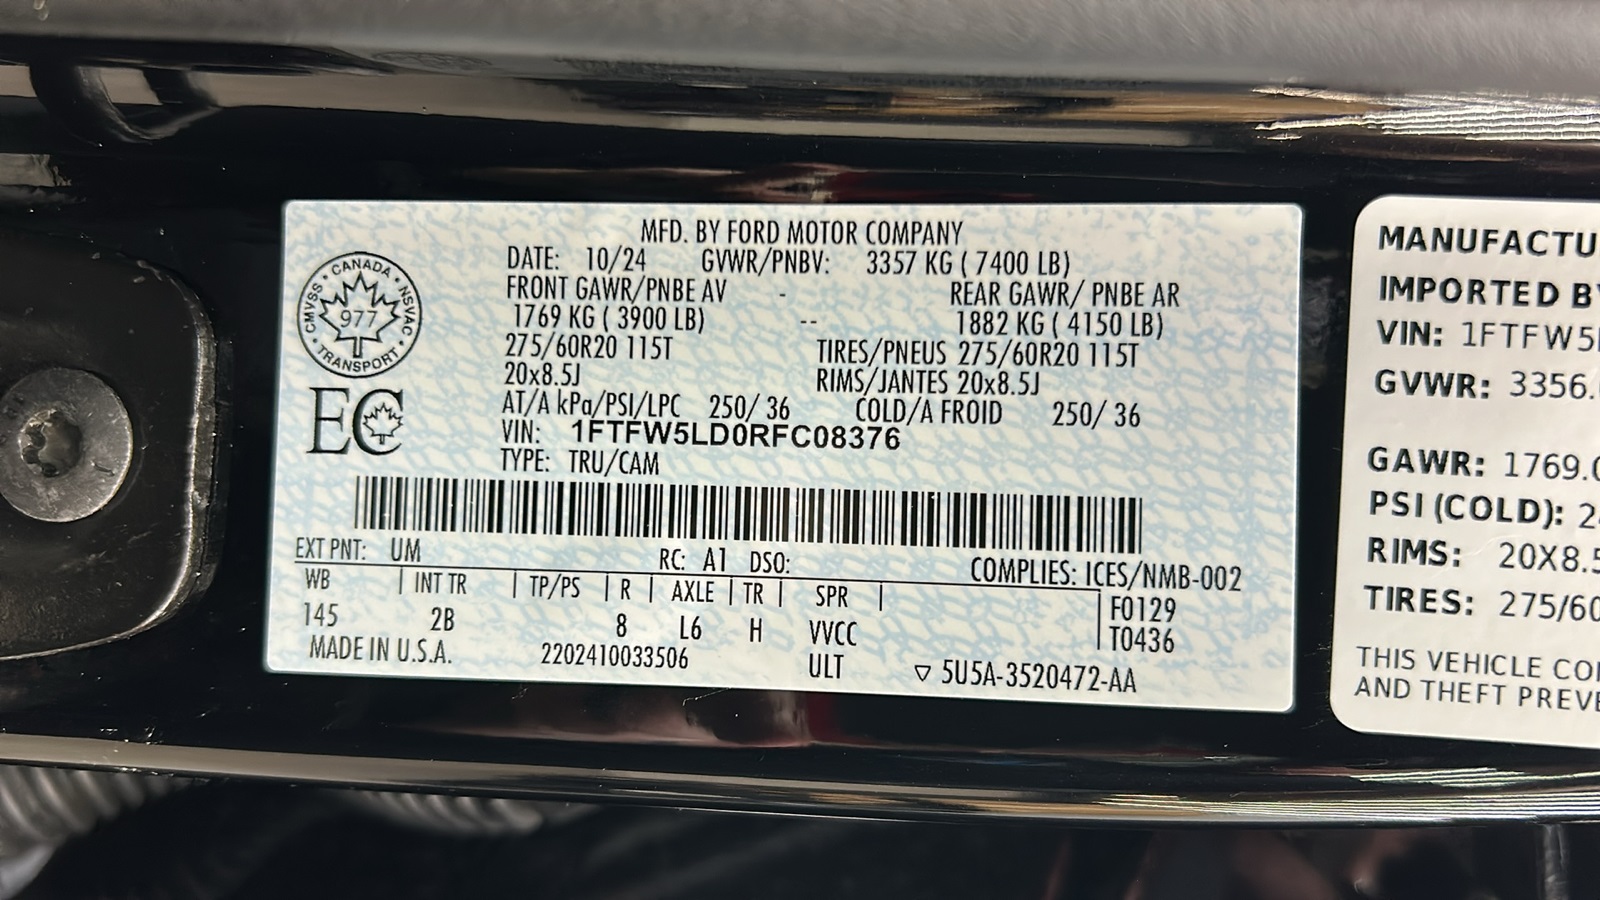 MFD. BY FORD MOTOR COMPANY
DATE: 10/24 GVWR/PNBV: 3357 KG ( 7400 LB)
FRONT GAWR/PNBE AV - REAR GAWR/ PNBE AR
1769 KG ( 3900 LB) -- 1882 KG ( 4150 LB)
275/60R20 115T TIRES/PNEUS 275/60R20 115T
20x8.5J RIMS/JANTES 20x8.5J
AT/A kPa/PSI/LPC 250/ 36 COLD/A FROID 250/ 36
VIN: 1FTFW5LD0RFC08376
TYPE: TRU/CAM
CANADA
CMVSS 977 NSVAC
TRANSPORT
EC
EXT PNT: UM RC: A1 DSO: COMPLIES: ICES/NMB-002
WB | INT TR | TP/PS | R | AXLE | TR | SPR | F0129
145 2B 8 L6 H VVCC T0436
MADE IN U.S.A. 2202410033506 ULT ▽ 5U5A-3520472-AA
MANUFACTU
IMPORTED B
VIN: 1FTFW5
GVWR: 3356.
GAWR: 1769.0
PSI (COLD): 2
RIMS: 20X8.5
TIRES: 275/60
THIS VEHICLE CO
AND THEFT PREVE